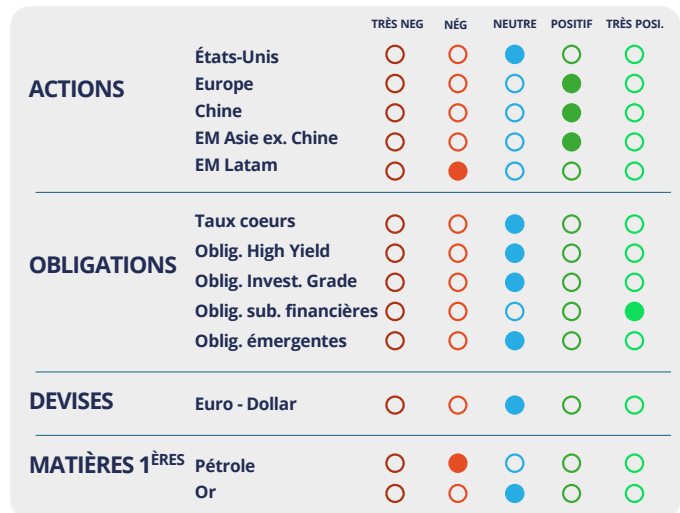 TRÈS NEG NÉG NEUTRE POSITIF TRÈS POSI.
ACTIONS
États-Unis
Europe
Chine
EM Asie ex. Chine
EM Latam
OBLIGATIONS
Taux coeurs
Oblig. High Yield
Oblig. Invest. Grade
Oblig. sub. financières
Oblig. émergentes
DEVISES
Euro - Dollar
MATIÈRES 1ÈRES
Pétrole
Or